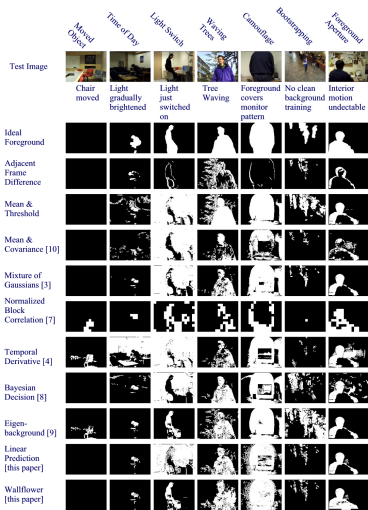 Moved
Object
Time of Day
Light Switch
Waving
Trees
Camouflage
Bootstrapping
Foreground
Aperture
Test Image
Chair
moved
Light
gradually
brightened
Light
just
switched
on
Tree
Waving
Foreground
covers
monitor
pattern
No clean
background
training
Interior
motion
undectable
Ideal
Foreground
Adjacent
Frame
Difference
Mean &
Threshold
Mean &
Covariance [10]
Mixture of
Gaussians [3]
Normalized
Block
Correlation [7]
Temporal
Derivative [4]
Bayesian
Decision [8]
Eigen-
background [9]
Linear
Prediction
[this paper]
Wallflower
[this paper]